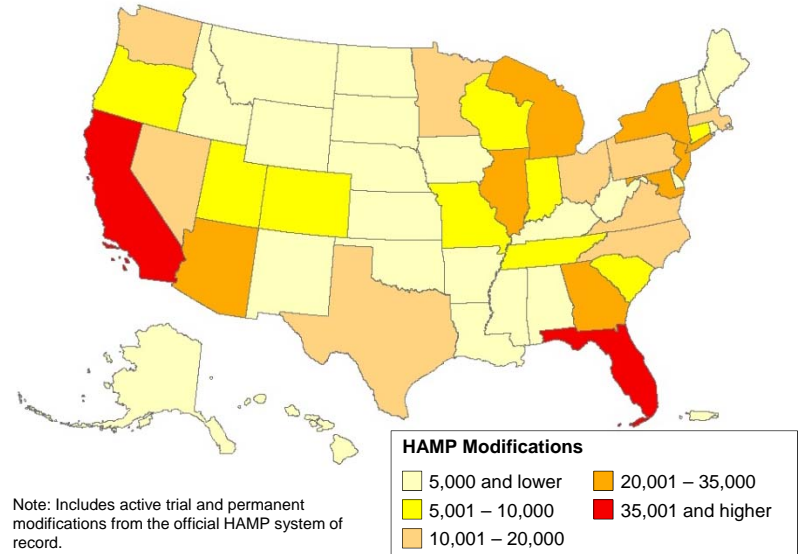 HAMP Modifications
5,000 and lower
20,001 – 35,000
5,001 – 10,000
35,001 and higher
10,001 – 20,000
Note: Includes active trial and permanent
modifications from the official HAMP system of
record.